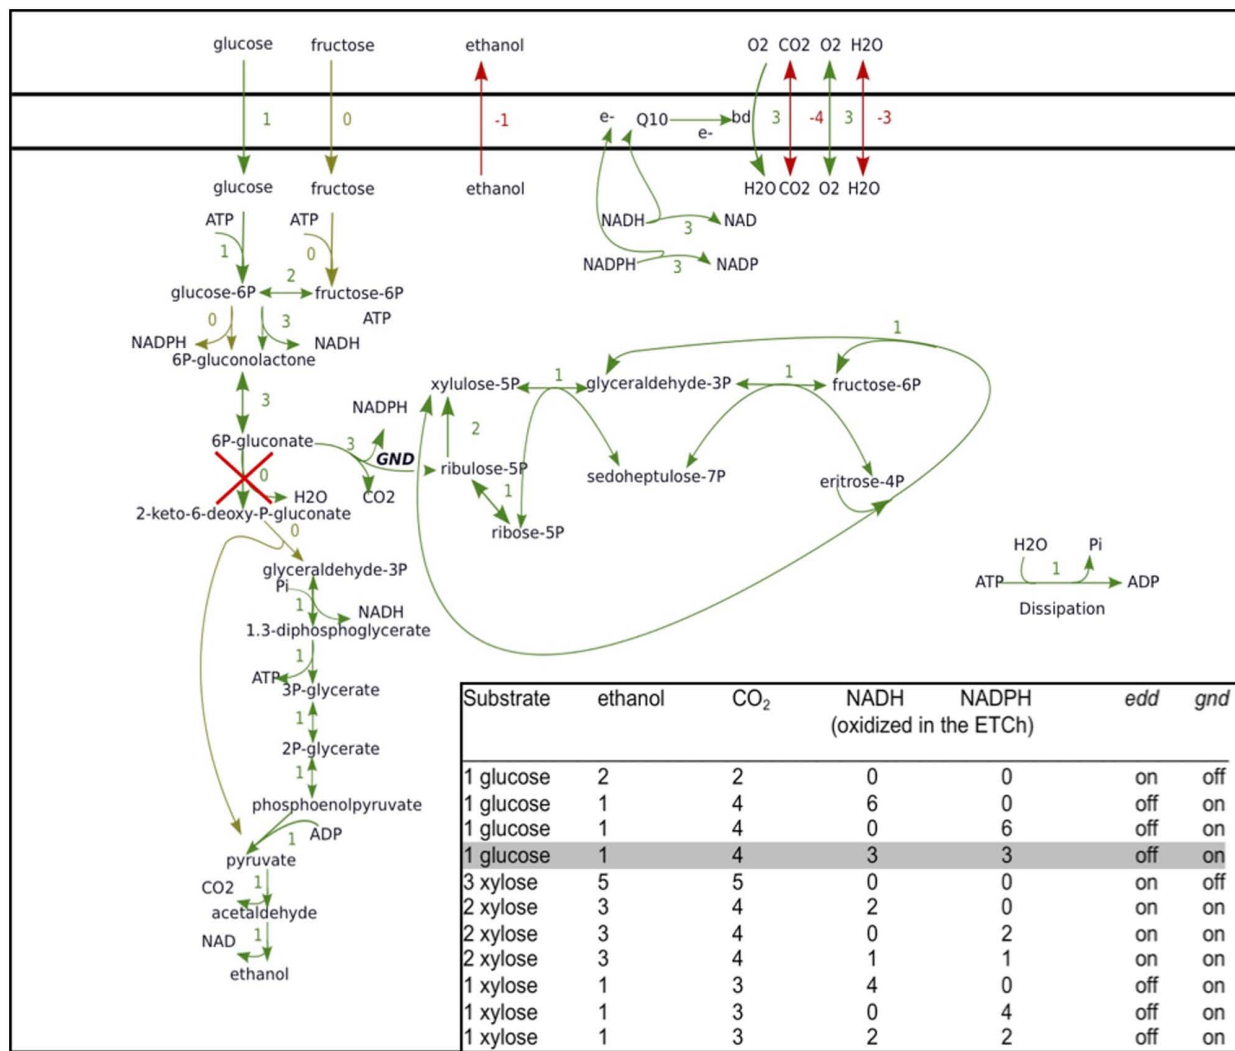 glucose fructose ethanol O2 CO2 O2 H2O
1 0 -1 e- Q10 e- bd 3 -4 3 -3
glucose fructose ethanol H2O CO2 O2 H2O
ATP ATP NADH NAD
1 0 3
NADPH 3 NADP
glucose-6P 2 fructose-6P
ATP
0 3
NADPH NADH
6P-gluconolactone
3
6P-gluconate 3 NADPH
GND
CO2
0
H2O
2-keto-6-deoxy-P-gluconate
0
1
xylulose-5P 1 glyceraldehyde-3P 1 fructose-6P
2
ribulose-5P sedoheptulose-7P eritrose-4P
1
ribose-5P
glyceraldehyde-3P
Pi
1 NADH
1.3-diphosphoglycerate
1
ATP
3P-glycerate
1
2P-glycerate
1
phosphoenolpyruvate
1 ADP
pyruvate
CO2 1
acetaldehyde
NAD 1
ethanol
H2O Pi
1
ATP ADP
Dissipation
Substrate ethanol CO2 NADH NADPH edd gnd
(oxidized in the ETCh)
1 glucose 2 2 0 0 on off
1 glucose 1 4 6 0 off on
1 glucose 1 4 0 6 off on
1 glucose 1 4 3 3 off on
3 xylose 5 5 0 0 on off
2 xylose 3 4 2 0 on on
2 xylose 3 4 0 2 on on
2 xylose 3 4 1 1 on on
1 xylose 1 3 4 0 off on
1 xylose 1 3 0 4 off on
1 xylose 1 3 2 2 off on